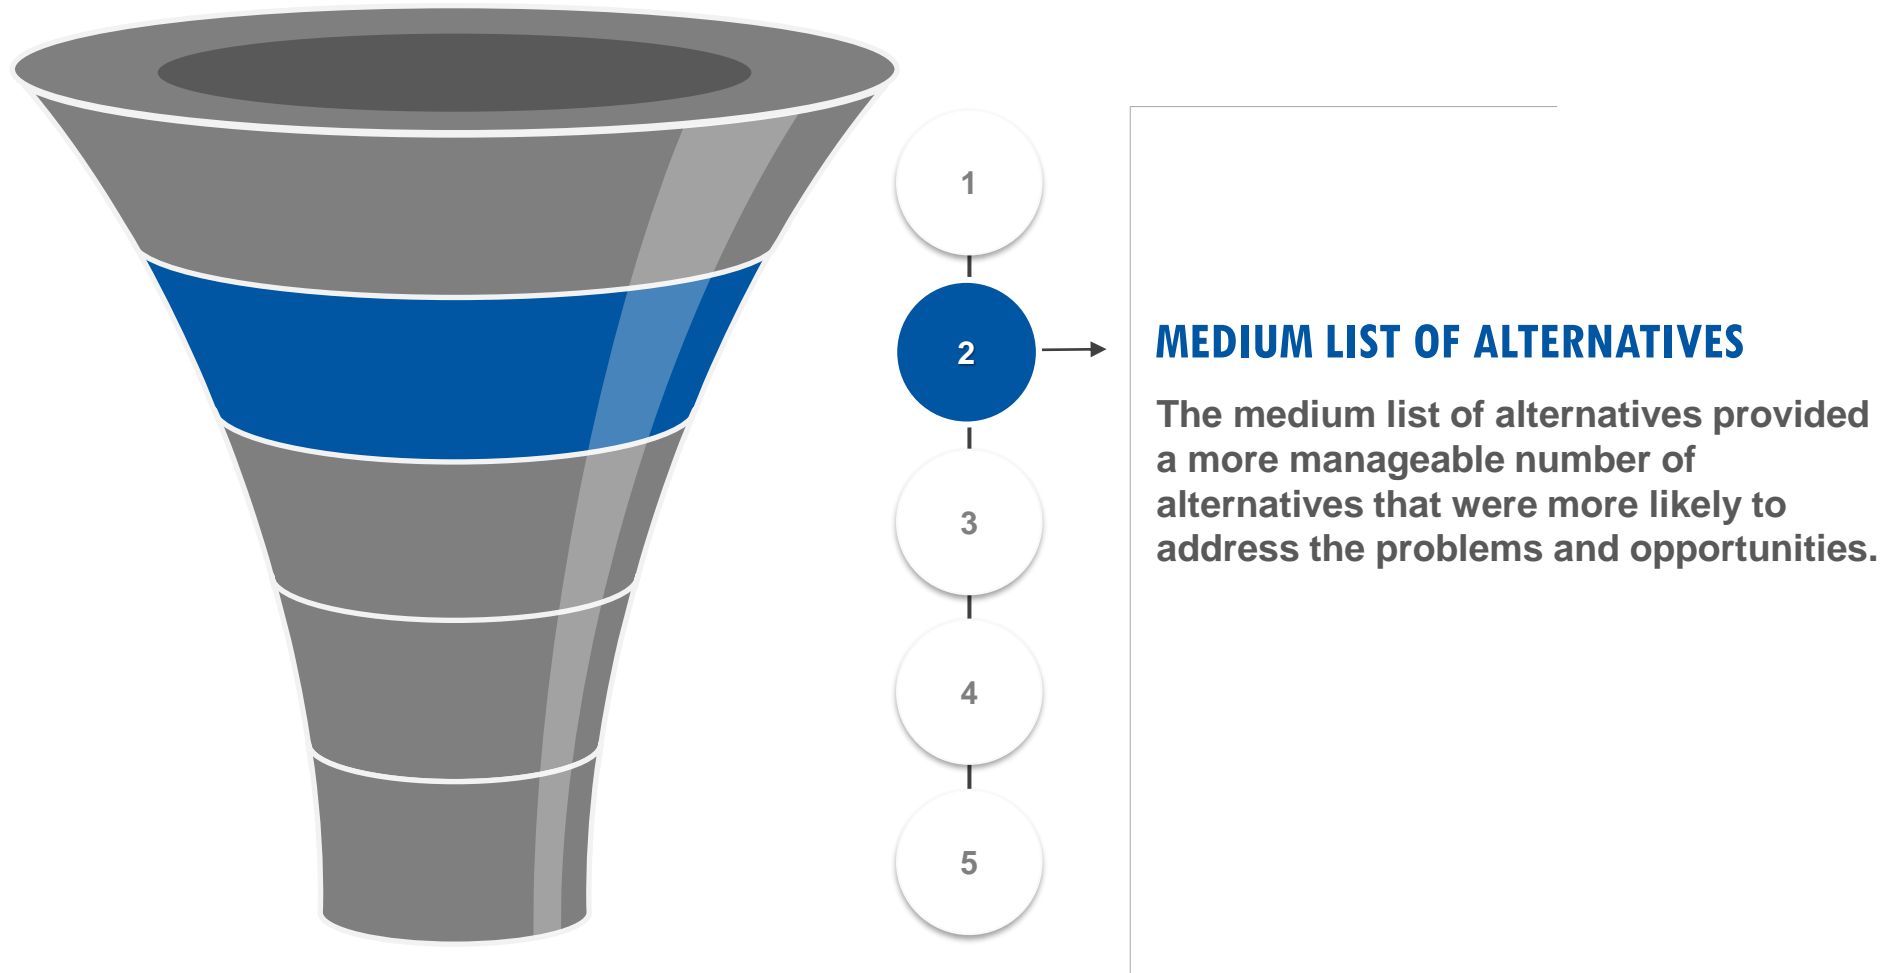 1
2
MEDIUM LIST OF ALTERNATIVES
The medium list of alternatives provided
a more manageable number of
alternatives that were more likely to
address the problems and opportunities.
3
4
5